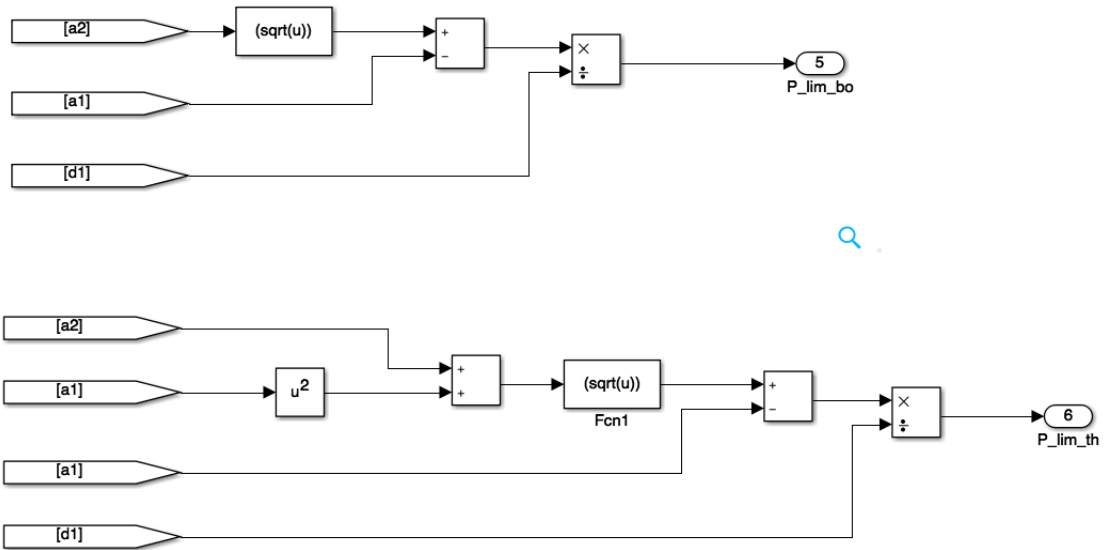 [a2]
(sqrt(u))
+
−
[a1]
×
÷
5
P_lim_bo
[d1]
[a2]
[a1]
u²
+
+
(sqrt(u))
Fcn1
+
−
×
÷
6
P_lim_th
[a1]
[d1]